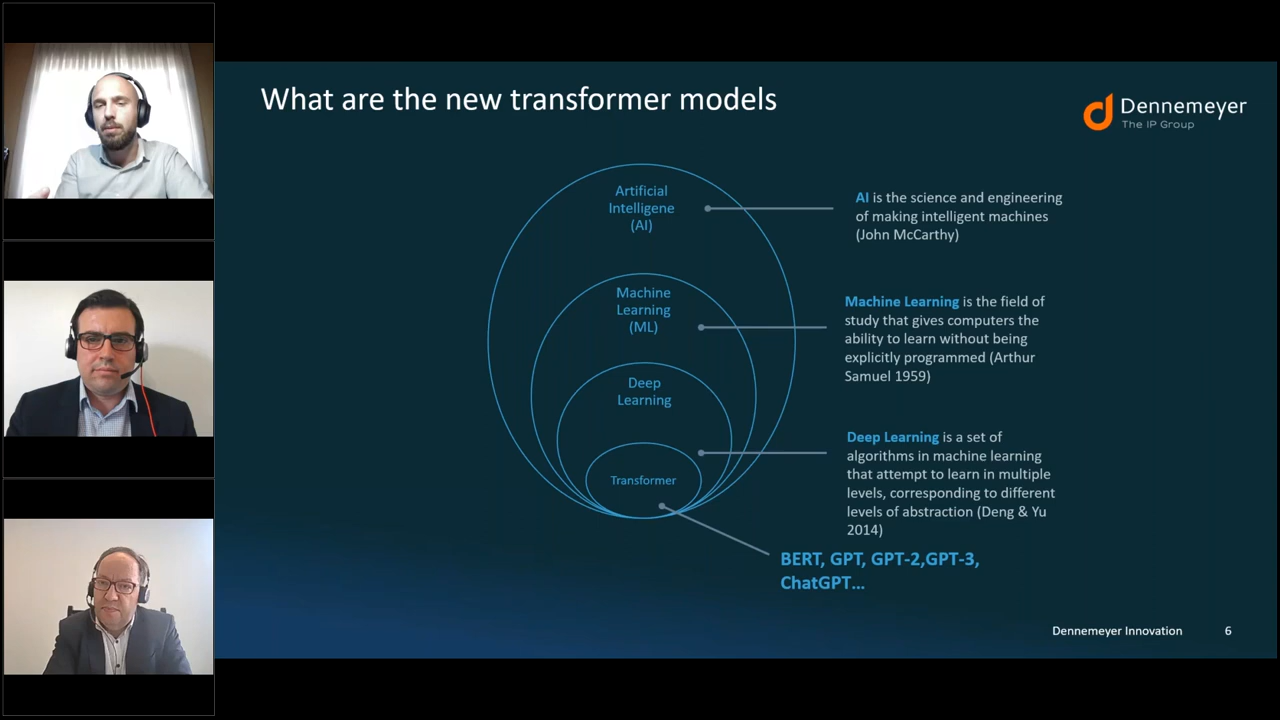 What are the new transformer models
Dennemeyer
The IP Group
Artificial
Intelligene
(AI)
AI is the science and engineering
of making intelligent machines
(John McCarthy)
Machine
Learning
(ML)
Machine Learning is the field of
study that gives computers the
ability to learn without being
explicitly programmed (Arthur
Samuel 1959)
Deep
Learning
Deep Learning is a set of
algorithms in machine learning
that attempt to learn in multiple
levels, corresponding to different
levels of abstraction (Deng & Yu
2014)
Transformer
BERT, GPT, GPT-2,GPT-3,
ChatGPT...
Dennemeyer Innovation 6